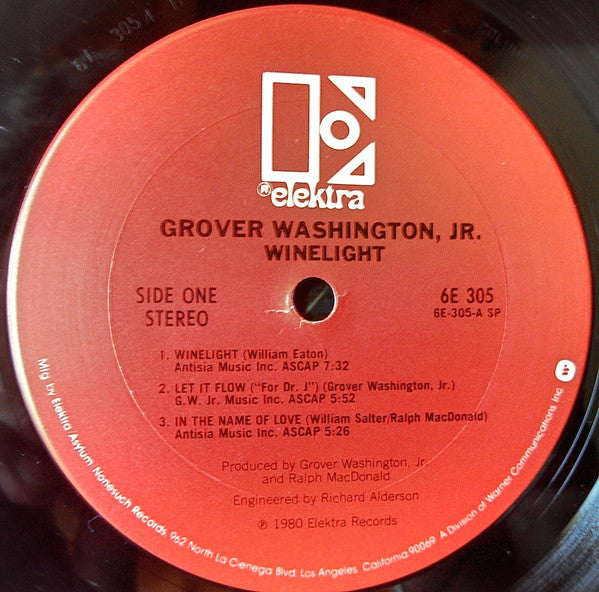 6E 305 A
® elektra
GROVER WASHINGTON, JR.
WINELIGHT
SIDE ONE
STEREO
6E 305
6E-305-A SP
1. WINELIGHT (William Eaton)
Antisia Music Inc. ASCAP 7:32
2. LET IT FLOW ("For Dr. J") (Grover Washington, Jr.)
G.W. Jr. Music Inc. ASCAP 5:52
3. IN THE NAME OF LOVE (William Salter/Ralph MacDonald)
Antisia Music Inc. ASCAP 5:26
Produced by Grover Washington, Jr.
and Ralph MacDonald
Engineered by Richard Alderson
℗ 1980 Elektra Records
Mfg by Elektra/Asylum Nonesuch Records, 962 North La Cienega Blvd. Los Angeles, California 90069. A Division of Warner Communications Inc. W